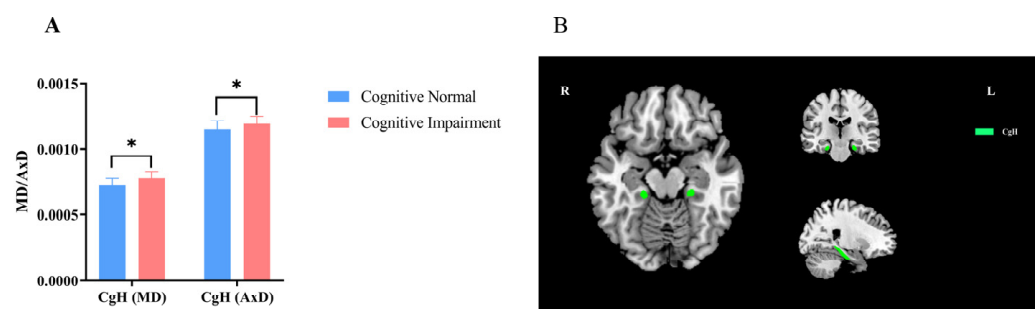 A
MD/AxD
0.0015
0.0010
0.0005
0.0000
*
*
CgH (MD)
CgH (AxD)
Cognitive Normal
Cognitive Impairment
B
R
L
CgH